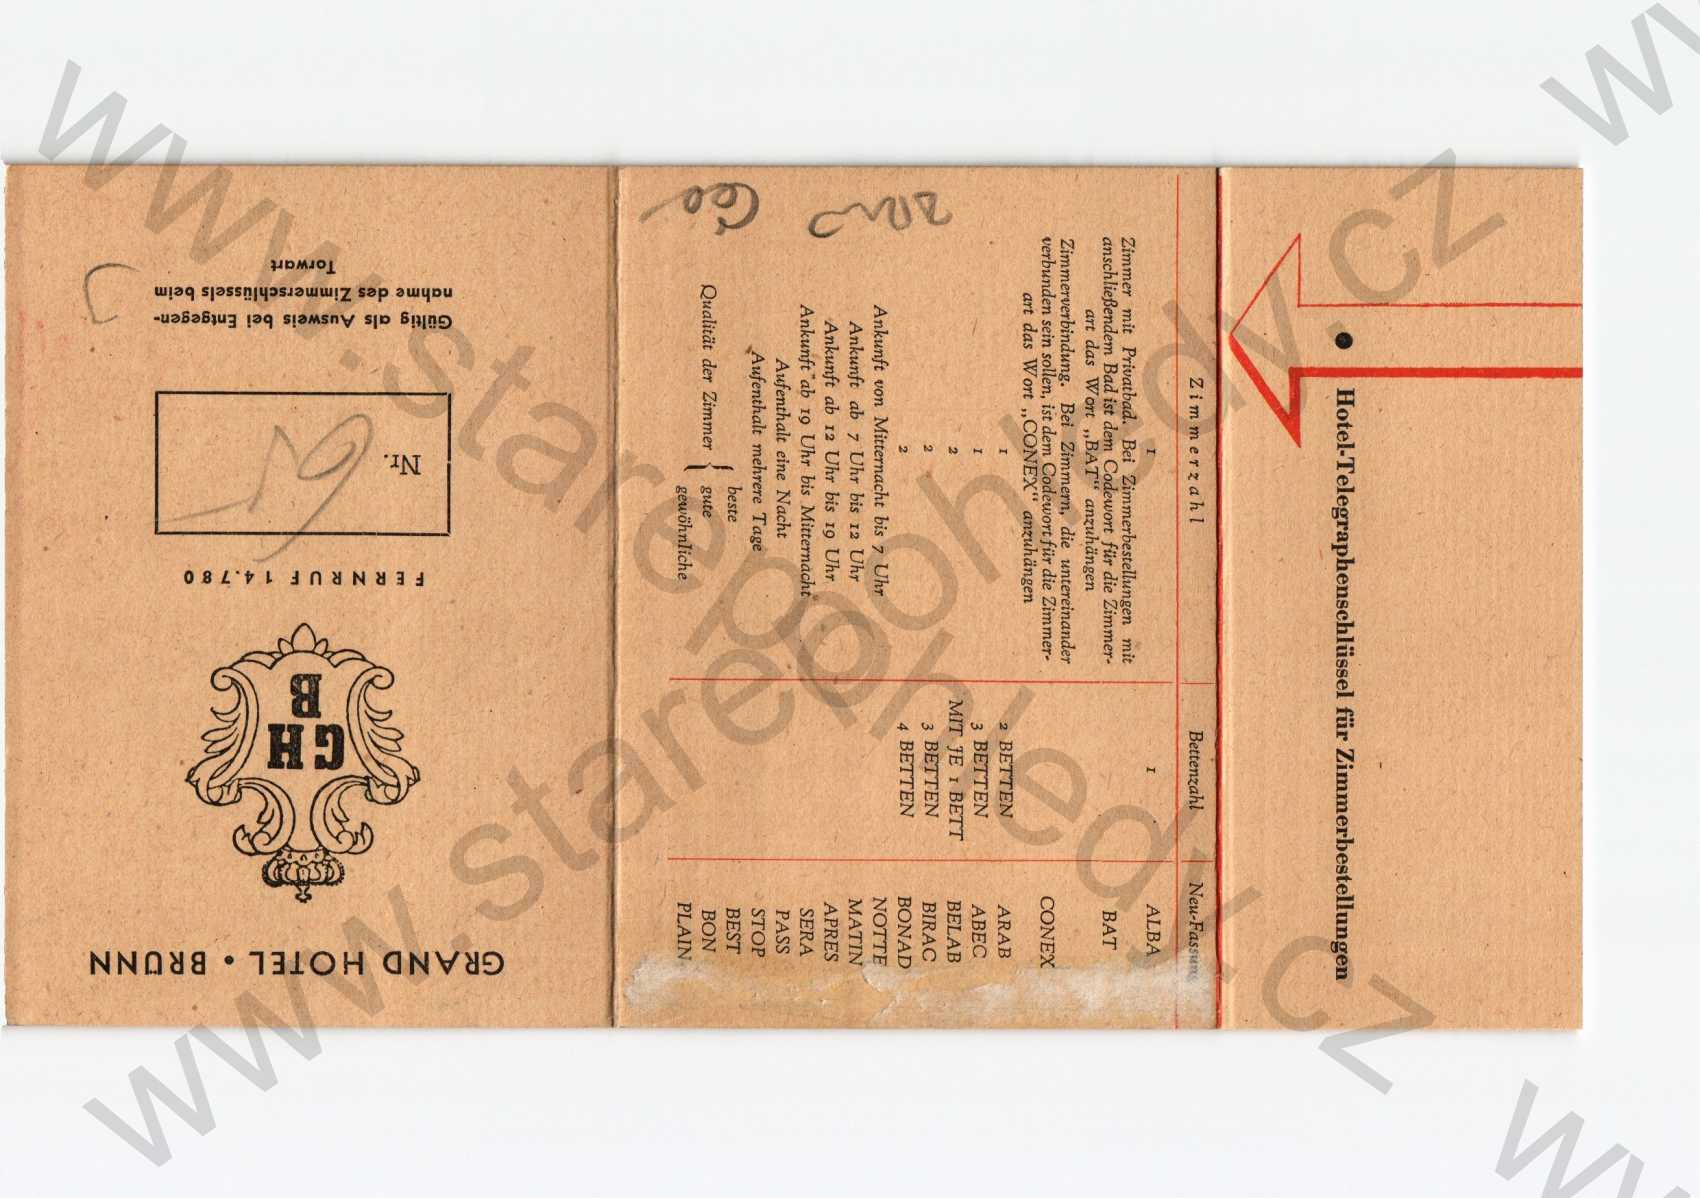 GRAND HOTEL • BRÜNN
GH
B
FERNRUF 14.780
Nr.
Gültig als Ausweis bei Entgegen-
nahme des Zimmerschlüssels beim
Torwart
• Hotel-Telegraphenschlüssel für Zimmerbestellungen
Zimmerzahl Bettenzahl Neu-Fassung
1 1 ALBA
Zimmer mit Privatbad. Bei Zimmerbestellungen mit
anschließendem Bad ist dem Codewort für die Zimmer-
art das Wort „BAT“ anzuhängen BAT
Zimmerverbindung. Bei Zimmern, die untereinander
verbunden sein sollen, ist dem Codewort für die Zimmer-
art das Wort „CONEX“ anzuhängen CONEX
1 2 BETTEN ARAB
1 3 BETTEN ABEC
2 MIT JE 1 BETT BELAB
2 3 BETTEN BIRAC
2 4 BETTEN BONAD
Ankunft von Mitternacht bis 7 Uhr NOTTE
Ankunft ab 7 Uhr bis 12 Uhr MATIN
Ankunft ab 12 Uhr bis 19 Uhr APRES
Ankunft ab 19 Uhr bis Mitternacht SERA
Aufenthalt eine Nacht PASS
Aufenthalt mehrere Tage STOP
beste BEST
Qualität der Zimmer { gute BON
gewöhnliche PLAIN
www.starepohledy.cz
www.starepohledy.cz